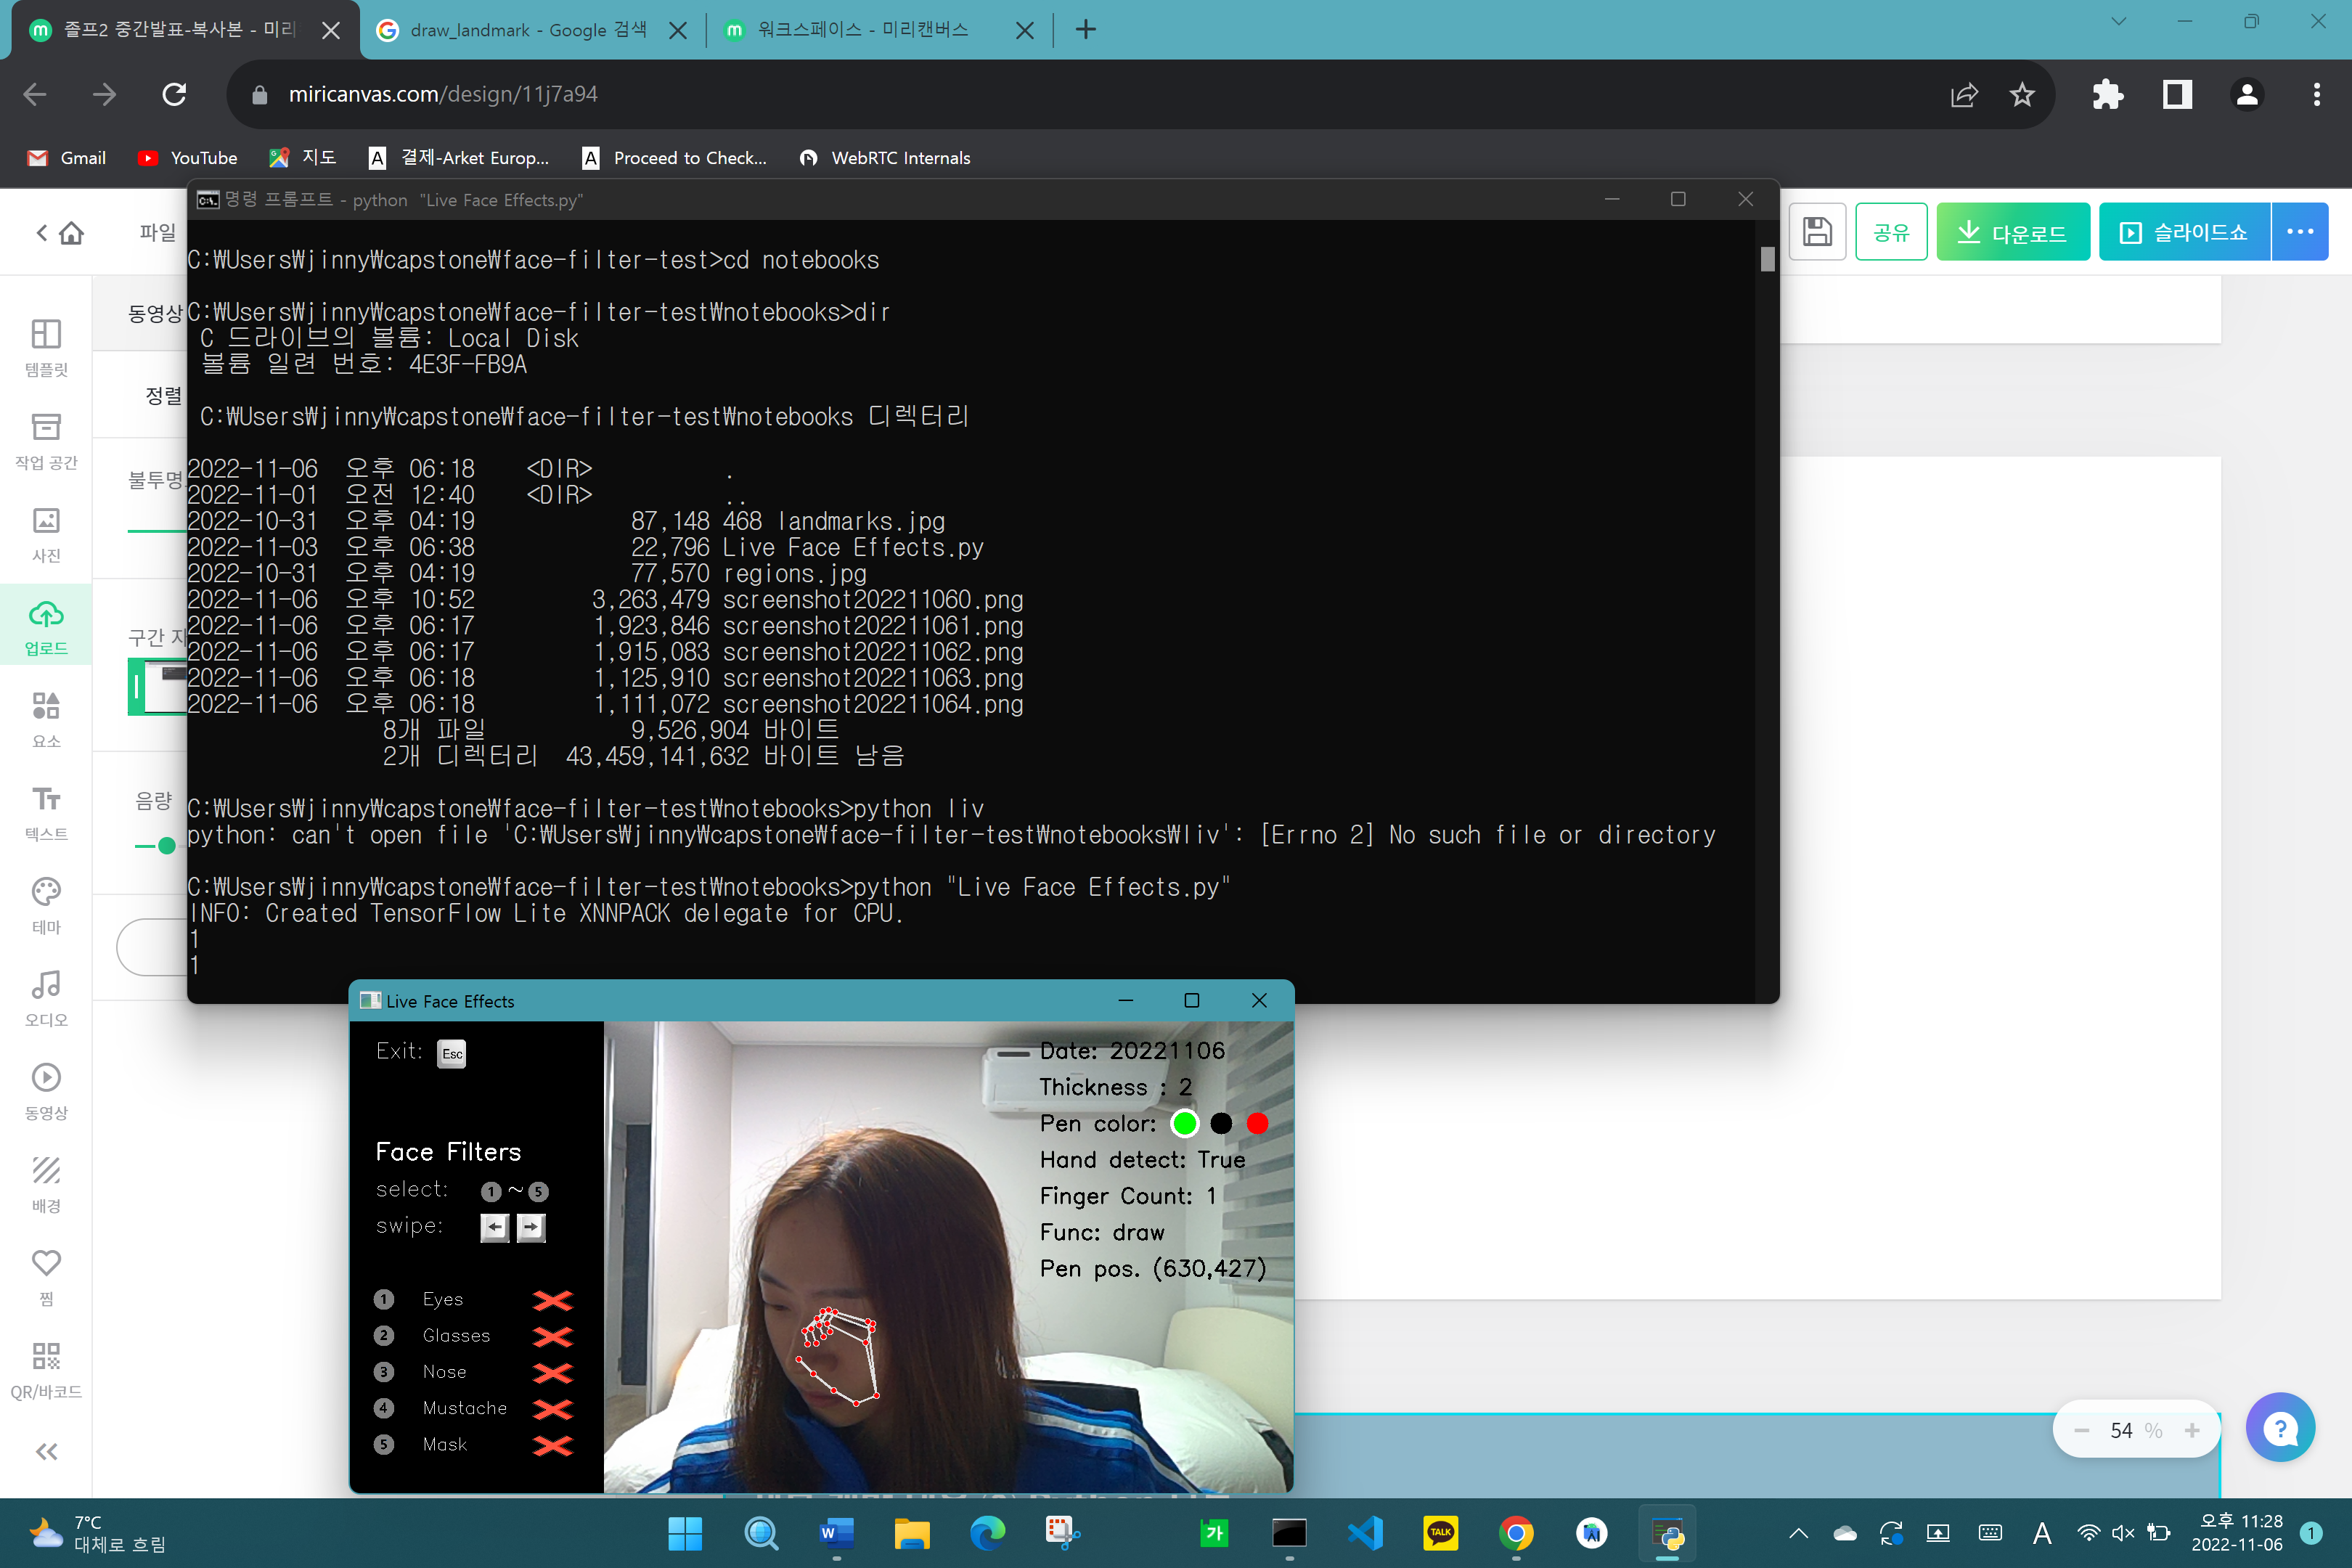 졸프2 중간발표-복사본 - 미리
draw_landmark - Google 검색
워크스페이스 - 미리캔버스
miricanvas.com/design/11j7a94
Gmail
YouTube
지도
결제-Arket Europ...
Proceed to Check...
WebRTC Internals
파일
공유
다운로드
슬라이드쇼
템플릿
작업 공간
사진
업로드
요소
텍스트
테마
오디오
동영상
배경
찜
QR/바코드
동영상
정렬
불투명
구간 자
음량
명령 프롬프트 - python "Live Face Effects.py"
C:₩Users₩jinny₩capstone₩face-filter-test>cd notebooks
C:₩Users₩jinny₩capstone₩face-filter-test₩notebooks>dir
C 드라이브의 볼륨: Local Disk
볼륨 일련 번호: 4E3F-FB9A
C:₩Users₩jinny₩capstone₩face-filter-test₩notebooks 디렉터리
2022-11-06 오후 06:18 <DIR> .
2022-11-01 오전 12:40 <DIR> ..
2022-10-31 오후 04:19 87,148 468 landmarks.jpg
2022-11-03 오후 06:38 22,796 Live Face Effects.py
2022-10-31 오후 04:19 77,570 regions.jpg
2022-11-06 오후 10:52 3,263,479 screenshot202211060.png
2022-11-06 오후 06:17 1,923,846 screenshot202211061.png
2022-11-06 오후 06:17 1,915,083 screenshot202211062.png
2022-11-06 오후 06:18 1,125,910 screenshot202211063.png
2022-11-06 오후 06:18 1,111,072 screenshot202211064.png
8개 파일 9,526,904 바이트
2개 디렉터리 43,459,141,632 바이트 남음
C:₩Users₩jinny₩capstone₩face-filter-test₩notebooks>python liv
python: can't open file 'C:₩Users₩jinny₩capstone₩face-filter-test₩notebooks₩liv': [Errno 2] No such file or directory
C:₩Users₩jinny₩capstone₩face-filter-test₩notebooks>python "Live Face Effects.py"
INFO: Created TensorFlow Lite XNNPACK delegate for CPU.
1
1
Live Face Effects
Exit: Esc
Face Filters
select: 1 ~ 5
swipe: ← →
1 Eyes
2 Glasses
3 Nose
4 Mustache
5 Mask
Date: 20221106
Thickness : 2
Pen color:
Hand detect: True
Finger Count: 1
Func: draw
Pen pos. (630,427)
54 %
7°C
대체로 흐림
가
TALK
A
오후 11:28
2022-11-06
1